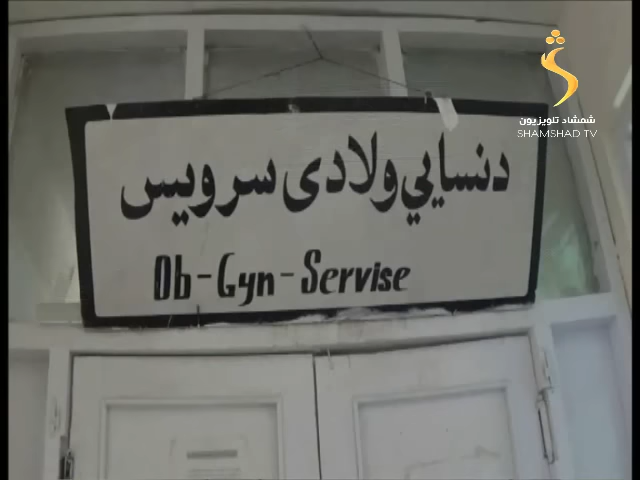 شمشاد تلویزیون
SHAMSHAD TV
دنسايي ولادی سرویس
Ob-Gyn-Servise